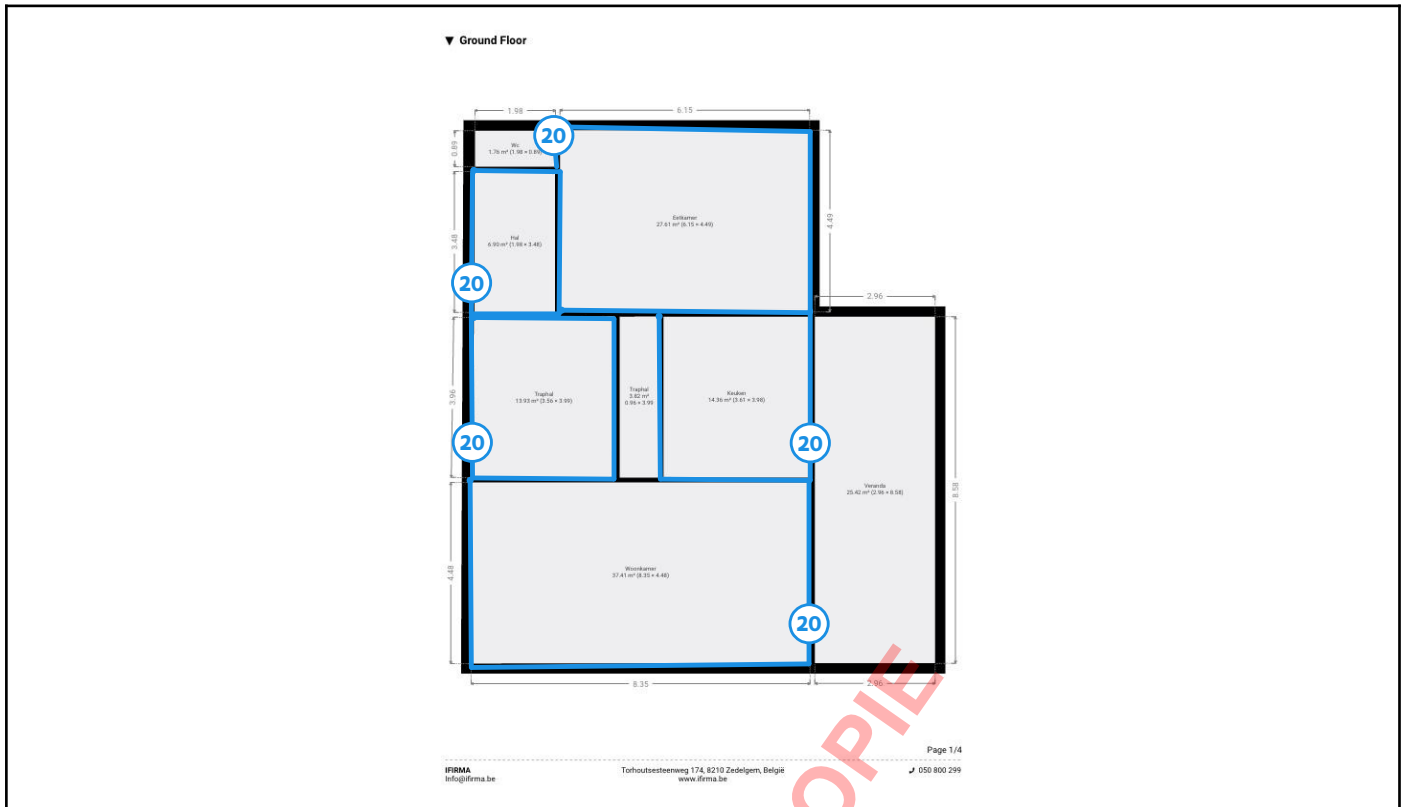 ▼ Ground Floor
1.98
6.15
0.89
20
Wc
1.76 m² (1.98 × 0.89)
3.48
Hal
6.90 m² (1.98 × 3.48)
Eetkamer
27.61 m² (6.15 × 4.49)
4.49
20
2.96
3.96
Traphal
13.93 m² (3.56 × 3.99)
Traphal
3.82 m²
0.96 × 3.99
Keuken
14.36 m² (3.61 × 3.98)
20
20
Veranda
25.42 m² (2.96 × 8.58)
8.58
4.48
Woonkamer
37.41 m² (8.35 × 4.48)
20
8.35
2.96
OPIE
Page 1/4
IFIRMA
Info@ifirma.be
Torhoutsesteenweg 174, 8210 Zedelgem, België
www.ifirma.be
050 800 299